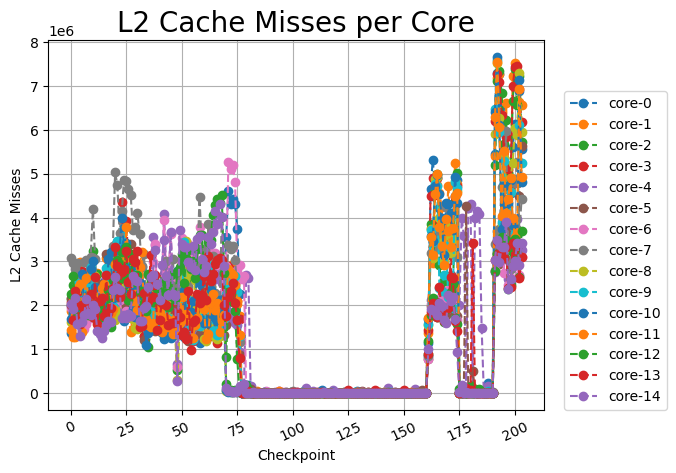 L2 Cache Misses per Core
1e6
8
7
6
5
4
3
2
1
0
L2 Cache Misses
0 25 50 75 100 125 150 175 200
Checkpoint
core-0
core-1
core-2
core-3
core-4
core-5
core-6
core-7
core-8
core-9
core-10
core-11
core-12
core-13
core-14